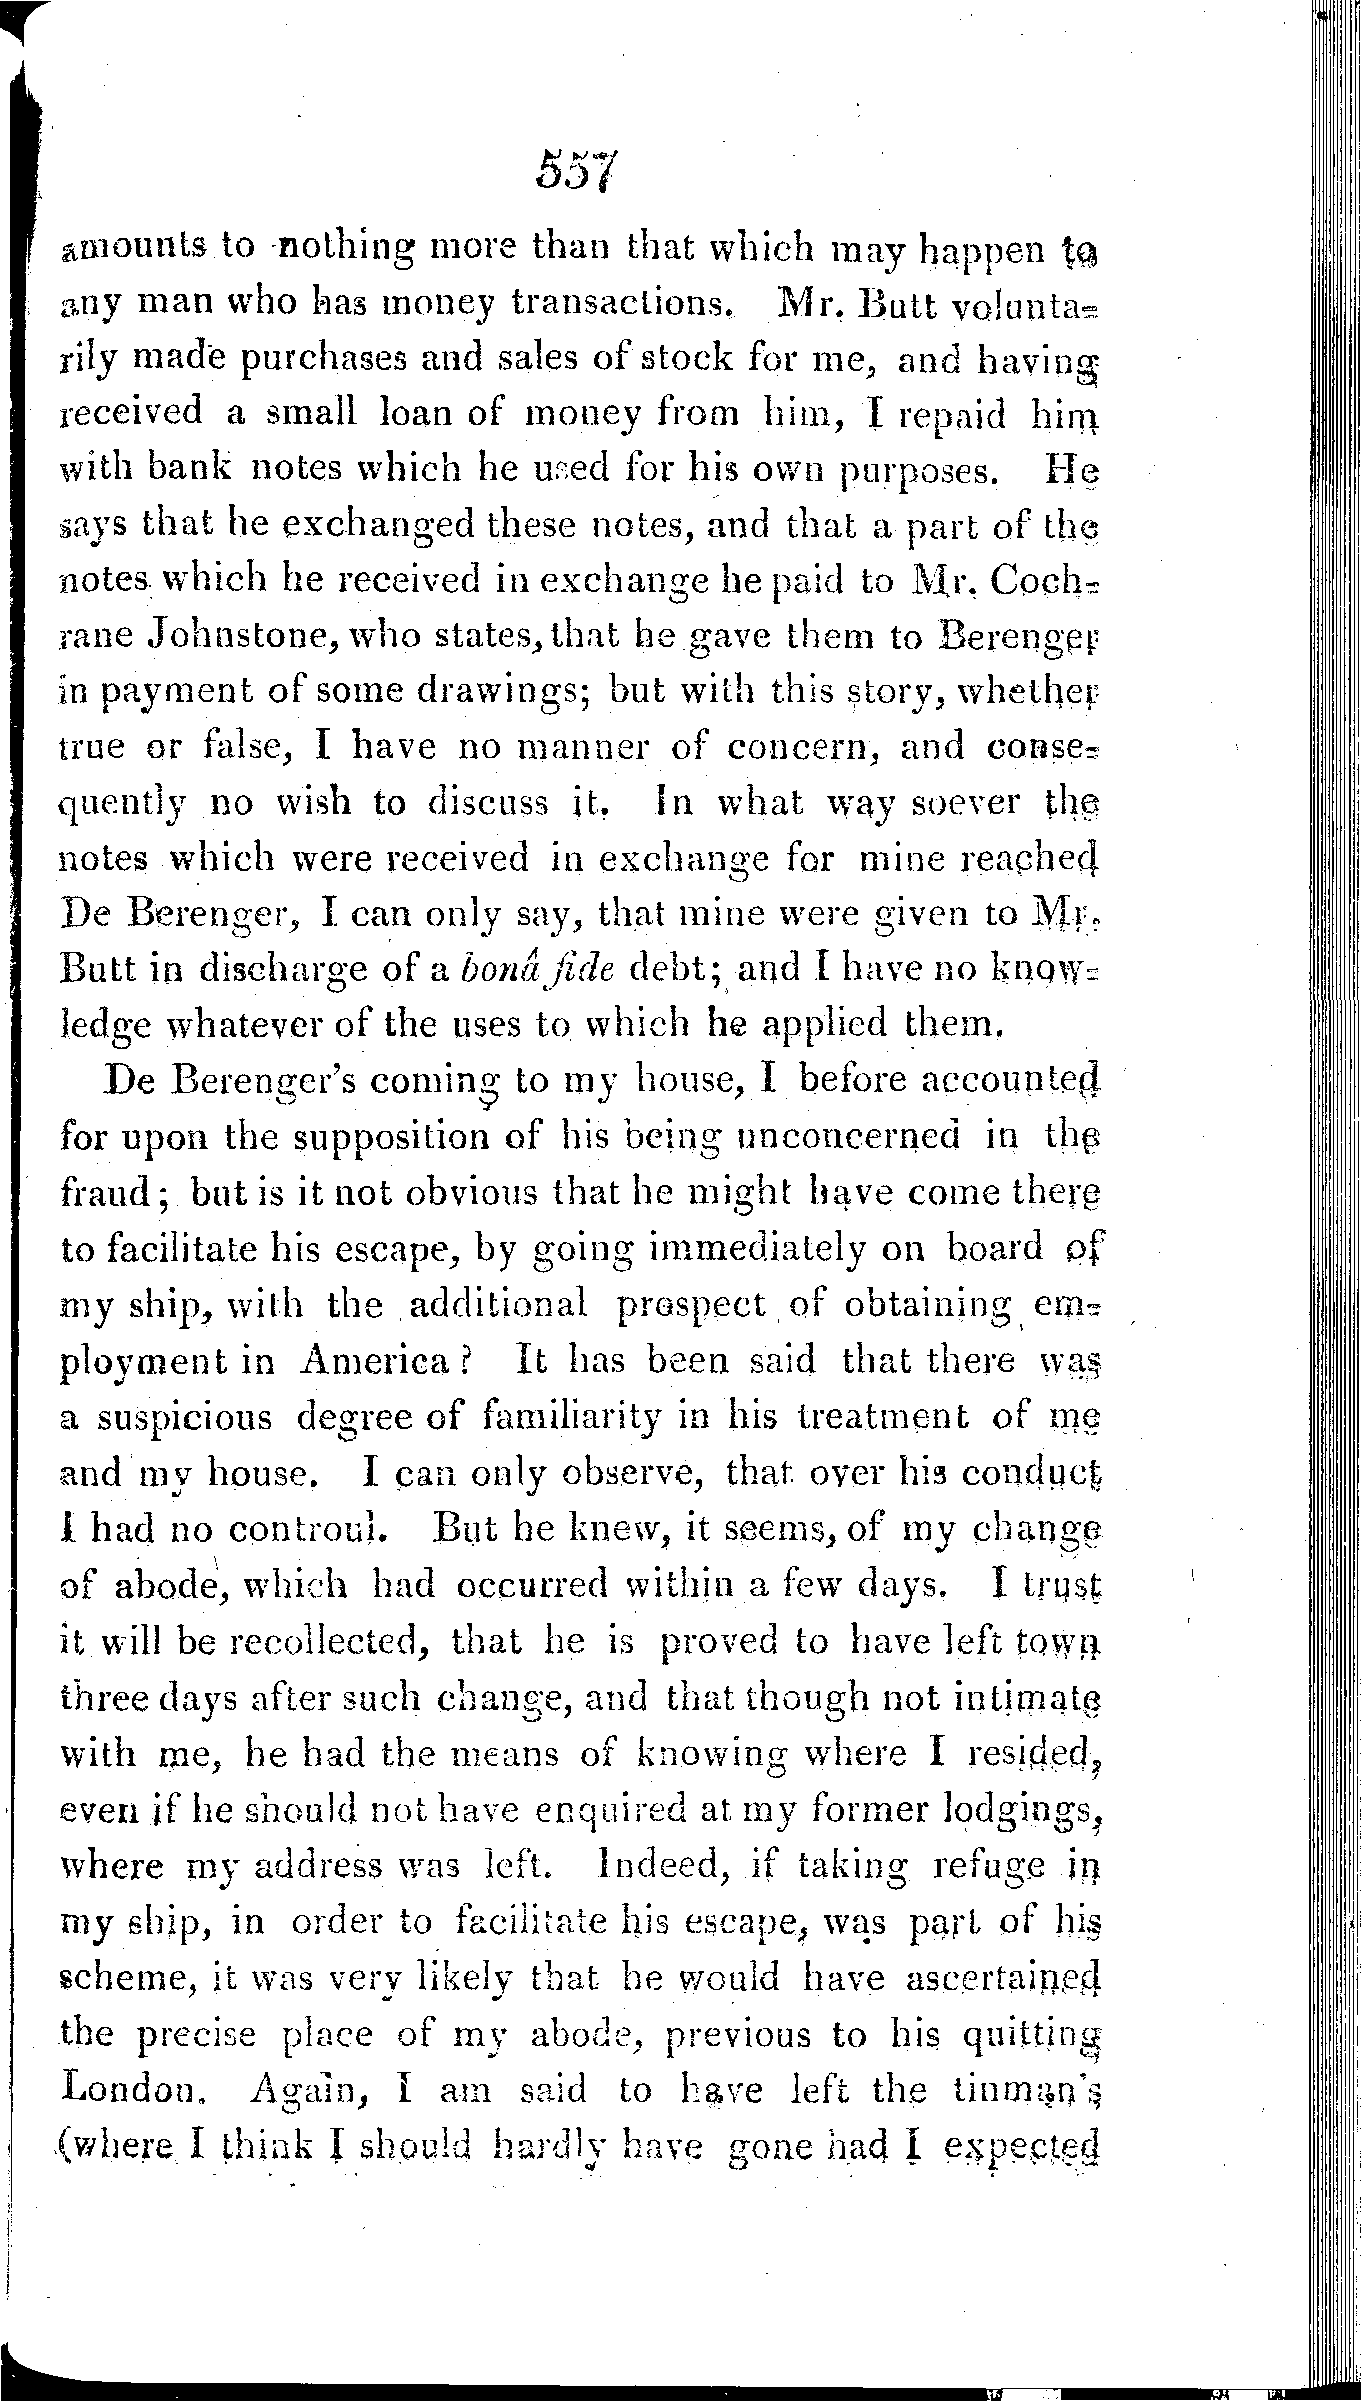 557
amounts to nothing more than that which may happen to
any man who has money transactions. Mr. Butt volunta-
rily made purchases and sales of stock for me, and having
received a small loan of money from him, I repaid him
with bank notes which he used for his own purposes. He
says that he exchanged these notes, and that a part of the
notes which he received in exchange he paid to Mr. Coch-
rane Johnstone, who states, that he gave them to Berenger
in payment of some drawings; but with this story, whether
true or false, I have no manner of concern, and conse-
quently no wish to discuss it. In what way soever the
notes which were received in exchange for mine reached
De Berenger, I can only say, that mine were given to Mr.
Butt in discharge of a bonâ fide debt; and I have no know-
ledge whatever of the uses to which he applied them.
De Berenger's coming to my house, I before accounted
for upon the supposition of his being unconcerned in the
fraud; but is it not obvious that he might have come there
to facilitate his escape, by going immediately on board of
my ship, with the additional prospect of obtaining em-
ployment in America? It has been said that there was
a suspicious degree of familiarity in his treatment of me
and my house. I can only observe, that over his conduct
I had no controul. But he knew, it seems, of my change
of abode, which had occurred within a few days. I trust
it will be recollected, that he is proved to have left town
three days after such change, and that though not intimate
with me, he had the means of knowing where I resided,
even if he should not have enquired at my former lodgings,
where my address was left. Indeed, if taking refuge in
my ship, in order to facilitate his escape, was part of his
scheme, it was very likely that he would have ascertained
the precise place of my abode, previous to his quitting
London. Again, I am said to have left the tinman's
(where I think I should hardly have gone had I expected